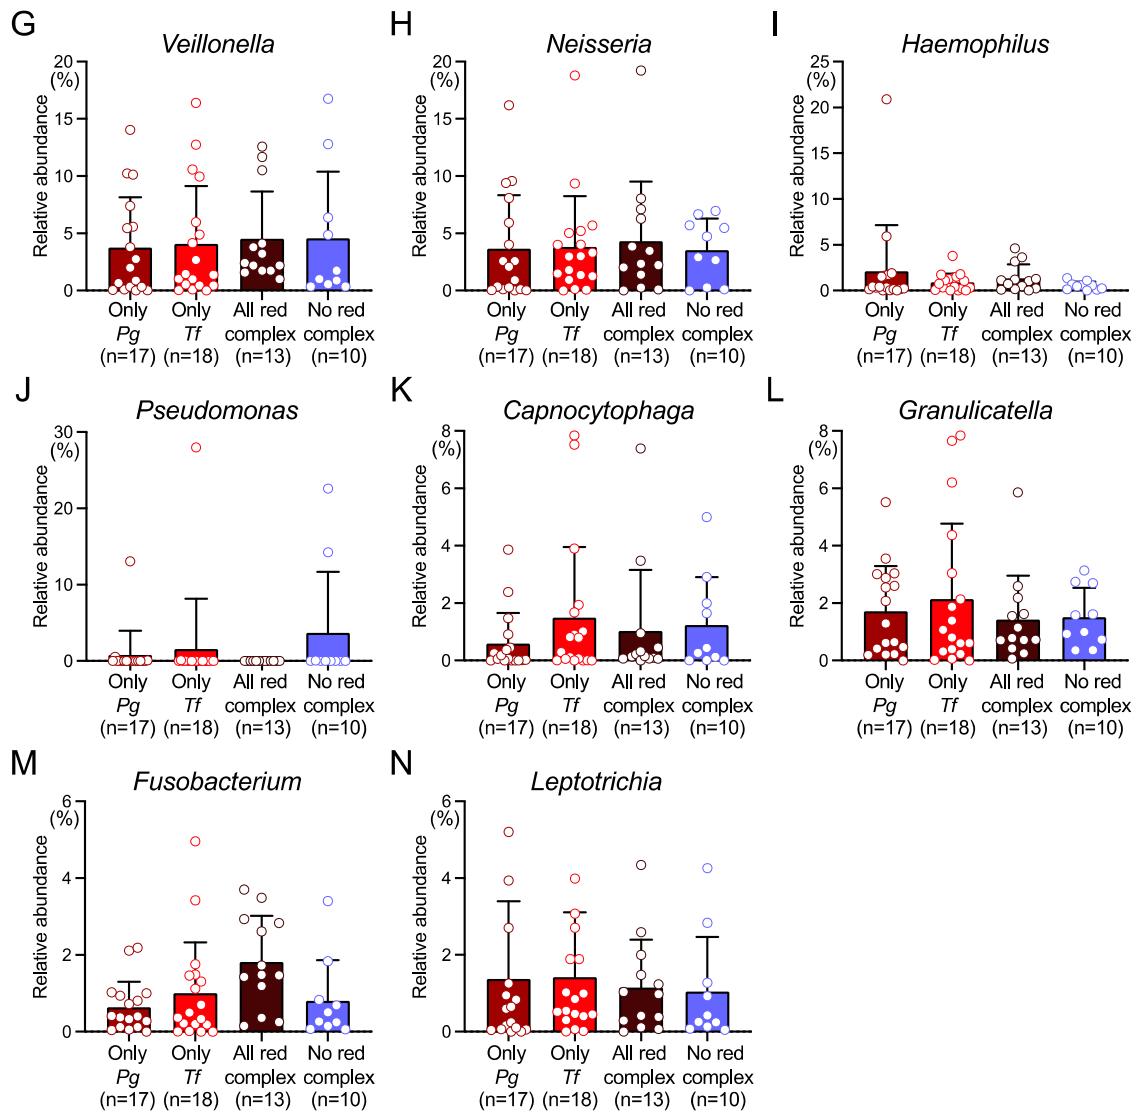 G
Veillonella
(%)
Relative abundance
20
15
10
5
0
Only Only All red No red
Pg Tf complex complex
(n=17) (n=18) (n=13) (n=10)
H
Neisseria
(%)
Relative abundance
20
15
10
5
0
Only Only All red No red
Pg Tf complex complex
(n=17) (n=18) (n=13) (n=10)
I
Haemophilus
(%)
Relative abundance
25
20
15
10
5
0
Only Only All red No red
Pg Tf complex complex
(n=17) (n=18) (n=13) (n=10)
J
Pseudomonas
(%)
Relative abundance
30
20
10
0
Only Only All red No red
Pg Tf complex complex
(n=17) (n=18) (n=13) (n=10)
K
Capnocytophaga
(%)
Relative abundance
8
6
4
2
0
Only Only All red No red
Pg Tf complex complex
(n=17) (n=18) (n=13) (n=10)
L
Granulicatella
(%)
Relative abundance
8
6
4
2
0
Only Only All red No red
Pg Tf complex complex
(n=17) (n=18) (n=13) (n=10)
M
Fusobacterium
(%)
Relative abundance
6
4
2
0
Only Only All red No red
Pg Tf complex complex
(n=17) (n=18) (n=13) (n=10)
N
Leptotrichia
(%)
Relative abundance
6
4
2
0
Only Only All red No red
Pg Tf complex complex
(n=17) (n=18) (n=13) (n=10)